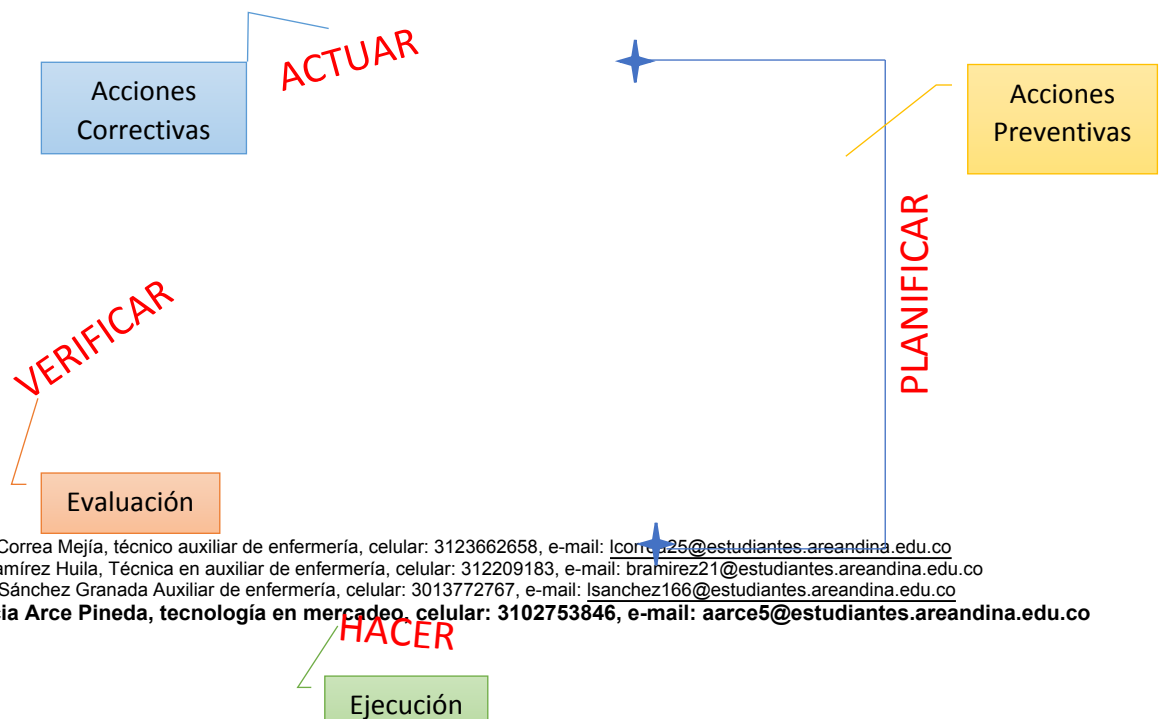 ACTUAR
Acciones
Correctivas
Acciones
Preventivas
PLANIFICAR
VERIFICAR
Evaluación
Correa Mejía, técnico auxiliar de enfermería, celular: 3123662658, e-mail: lcorrea25@estudiantes.areandina.edu.co
amírez Huila, Técnica en auxiliar de enfermería, celular: 312209183, e-mail: bramirez21@estudiantes.areandina.edu.co
Sánchez Granada Auxiliar de enfermería, celular: 3013772767, e-mail: lsanchez166@estudiantes.areandina.edu.co
ia Arce Pineda, tecnología en mercadeo, celular: 3102753846, e-mail: aarce5@estudiantes.areandina.edu.co
HACER
Ejecución